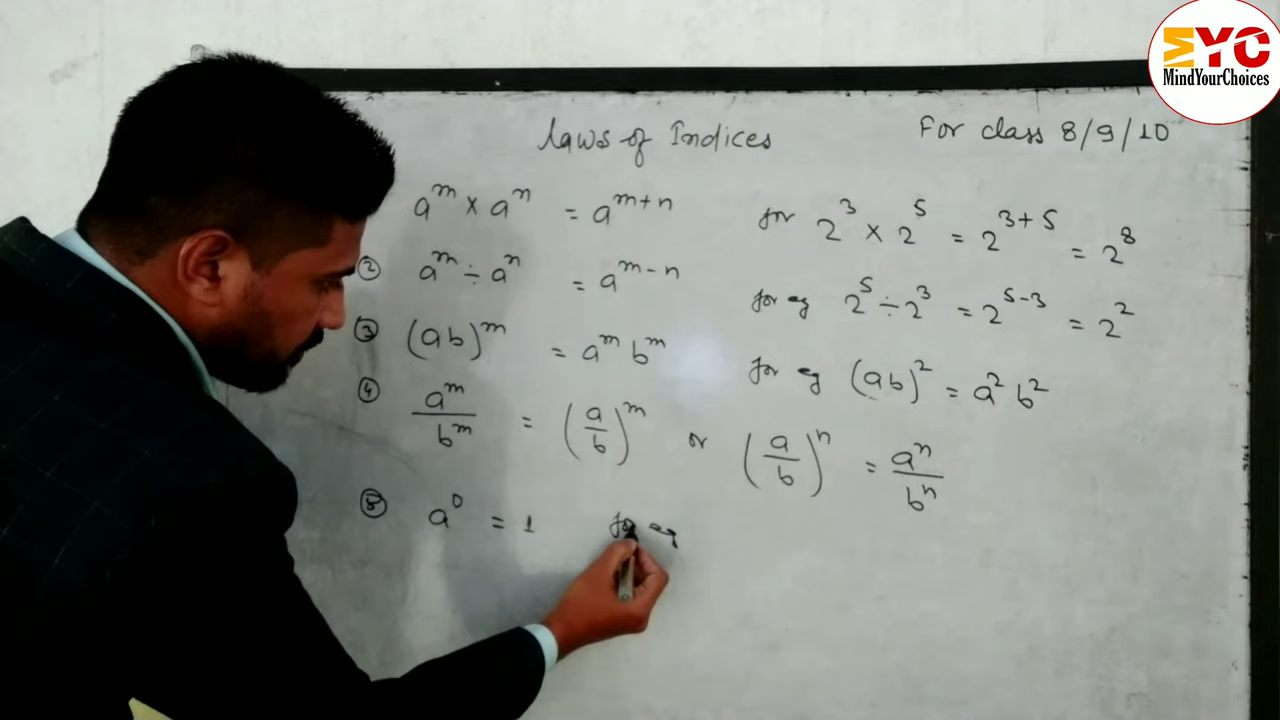 MYC
MindYourChoices
Laws of Indices For class 8/9/10
a^m × a^n = a^{m+n} for 2^3 × 2^5 = 2^{3+5} = 2^8
② a^m ÷ a^n = a^{m-n} for eg 2^5 ÷ 2^3 = 2^{5-3} = 2^2
③ (ab)^m = a^m b^m for eg (ab)^2 = a^2 b^2
④ a^m/b^m = (a/b)^m or (a/b)^n = a^n/b^n
⑤ a^0 = 1 for eg